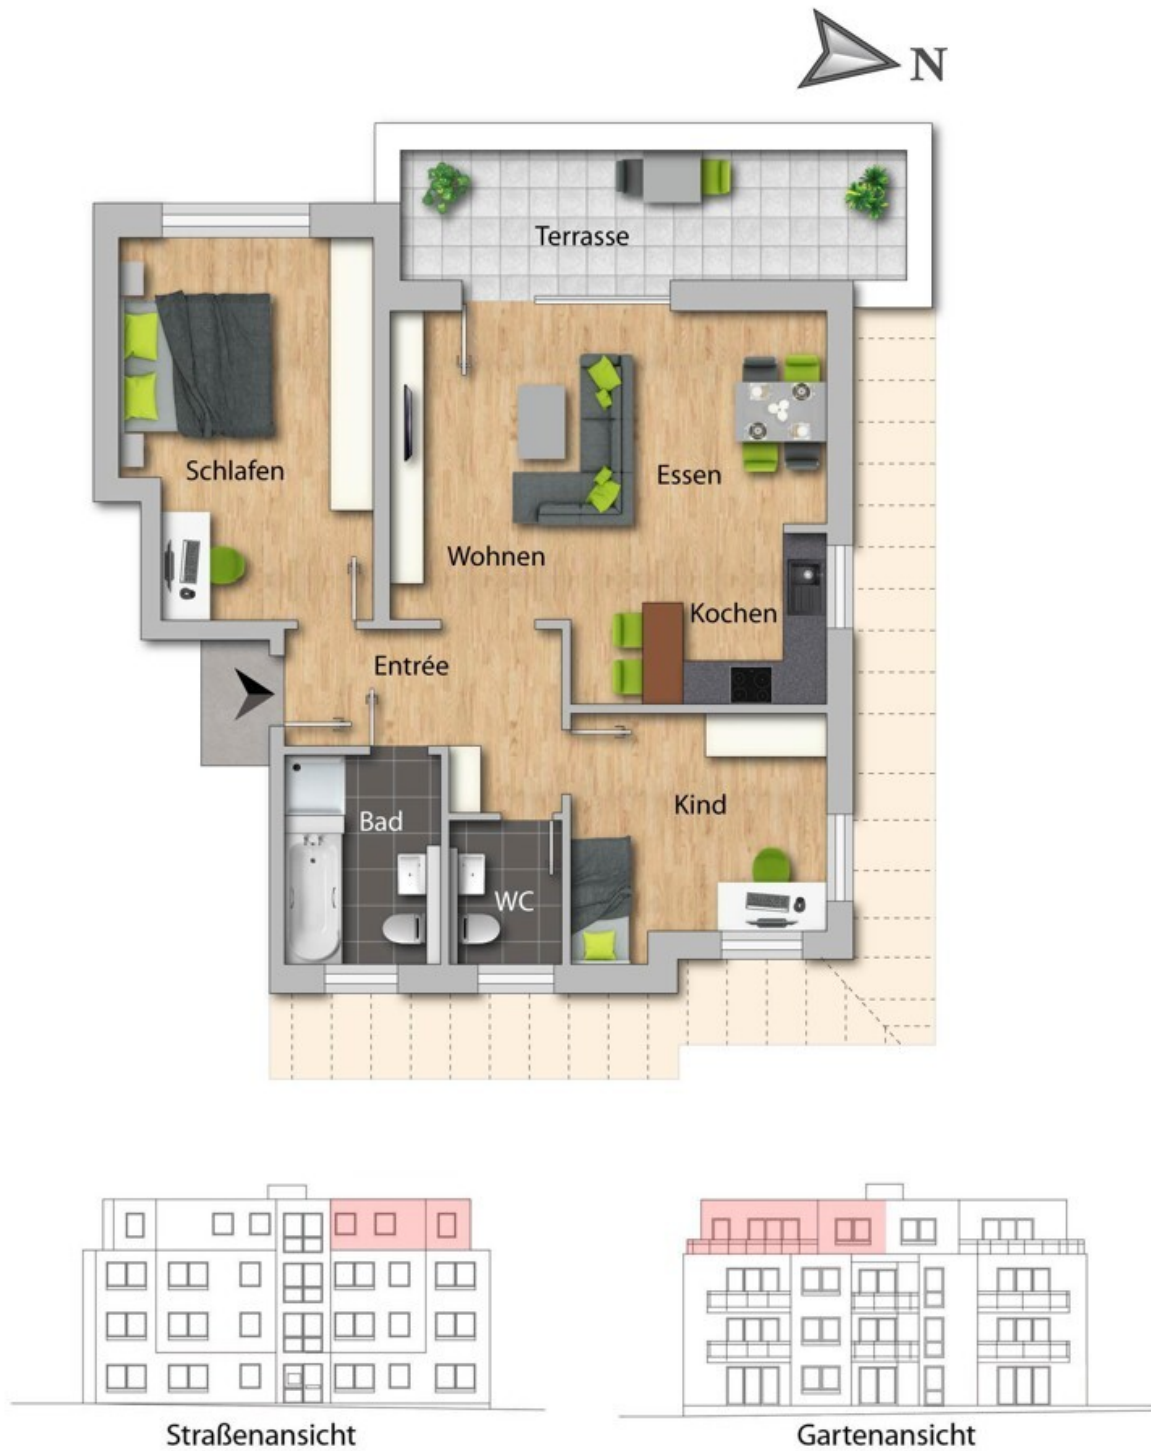 N
Terrasse
Schlafen
Essen
Wohnen
Kochen
Entrée
Kind
Bad
WC
Straßenansicht
Gartenansicht